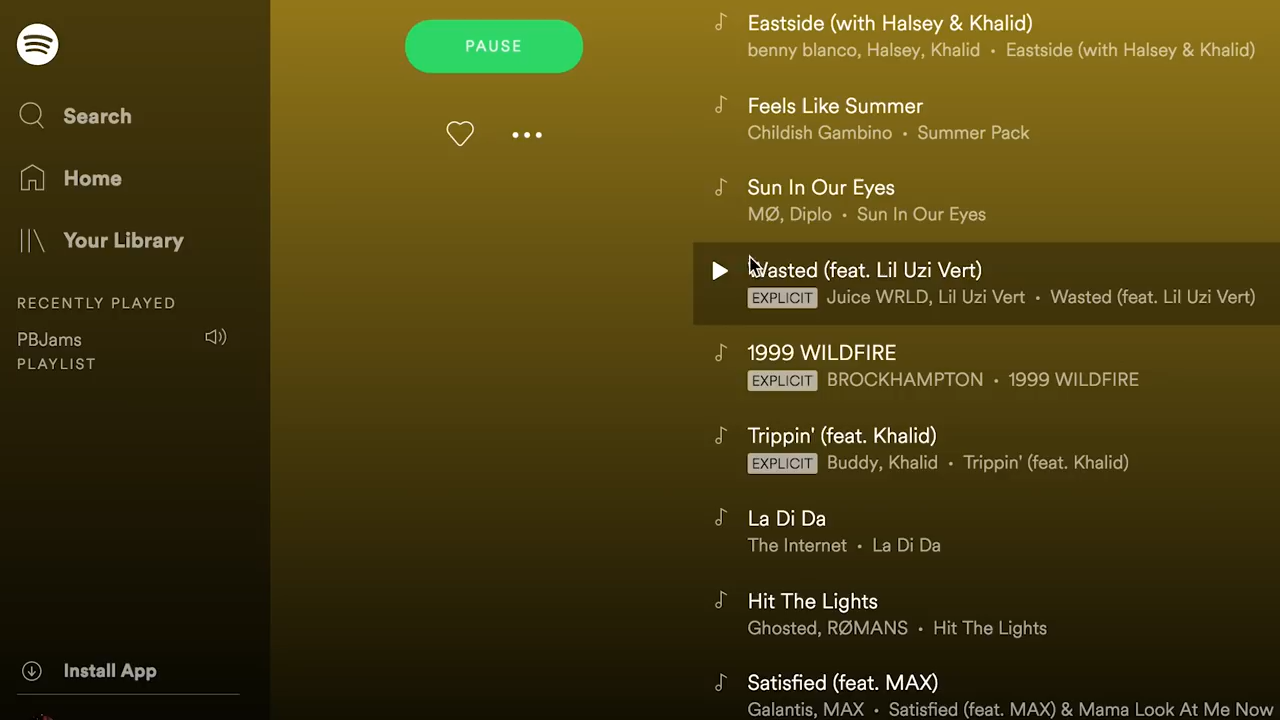 Search
Home
Your Library
RECENTLY PLAYED
PBJams
PLAYLIST
Install App
PAUSE
Eastside (with Halsey & Khalid)
benny blanco, Halsey, Khalid • Eastside (with Halsey & Khalid)
Feels Like Summer
Childish Gambino • Summer Pack
Sun In Our Eyes
MØ, Diplo • Sun In Our Eyes
Wasted (feat. Lil Uzi Vert)
EXPLICIT Juice WRLD, Lil Uzi Vert • Wasted (feat. Lil Uzi Vert)
1999 WILDFIRE
EXPLICIT BROCKHAMPTON • 1999 WILDFIRE
Trippin' (feat. Khalid)
EXPLICIT Buddy, Khalid • Trippin' (feat. Khalid)
La Di Da
The Internet • La Di Da
Hit The Lights
Ghosted, RØMANS • Hit The Lights
Satisfied (feat. MAX)
Galantis, MAX • Satisfied (feat. MAX) & Mama Look At Me Now